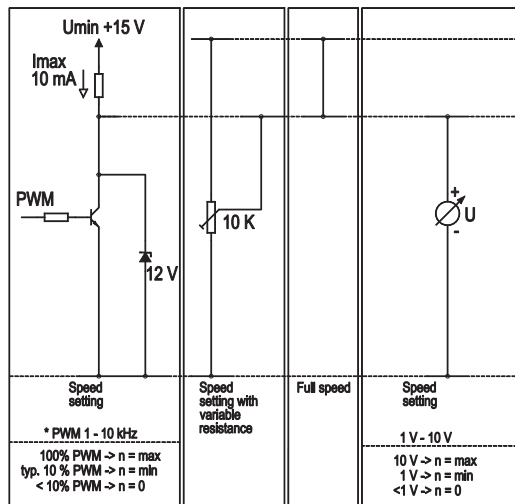 Umin +15 V
Imax
10 mA
PWM
12 V
10 K
+
U
-
Speed
setting
* PWM 1 - 10 kHz
100% PWM -> n = max
typ. 10 % PWM -> n = min
< 10% PWM -> n = 0
Speed
setting with
variable
resistance
Full speed
Speed
setting
1 V - 10 V
10 V -> n = max
1 V -> n = min
<1 V -> n = 0